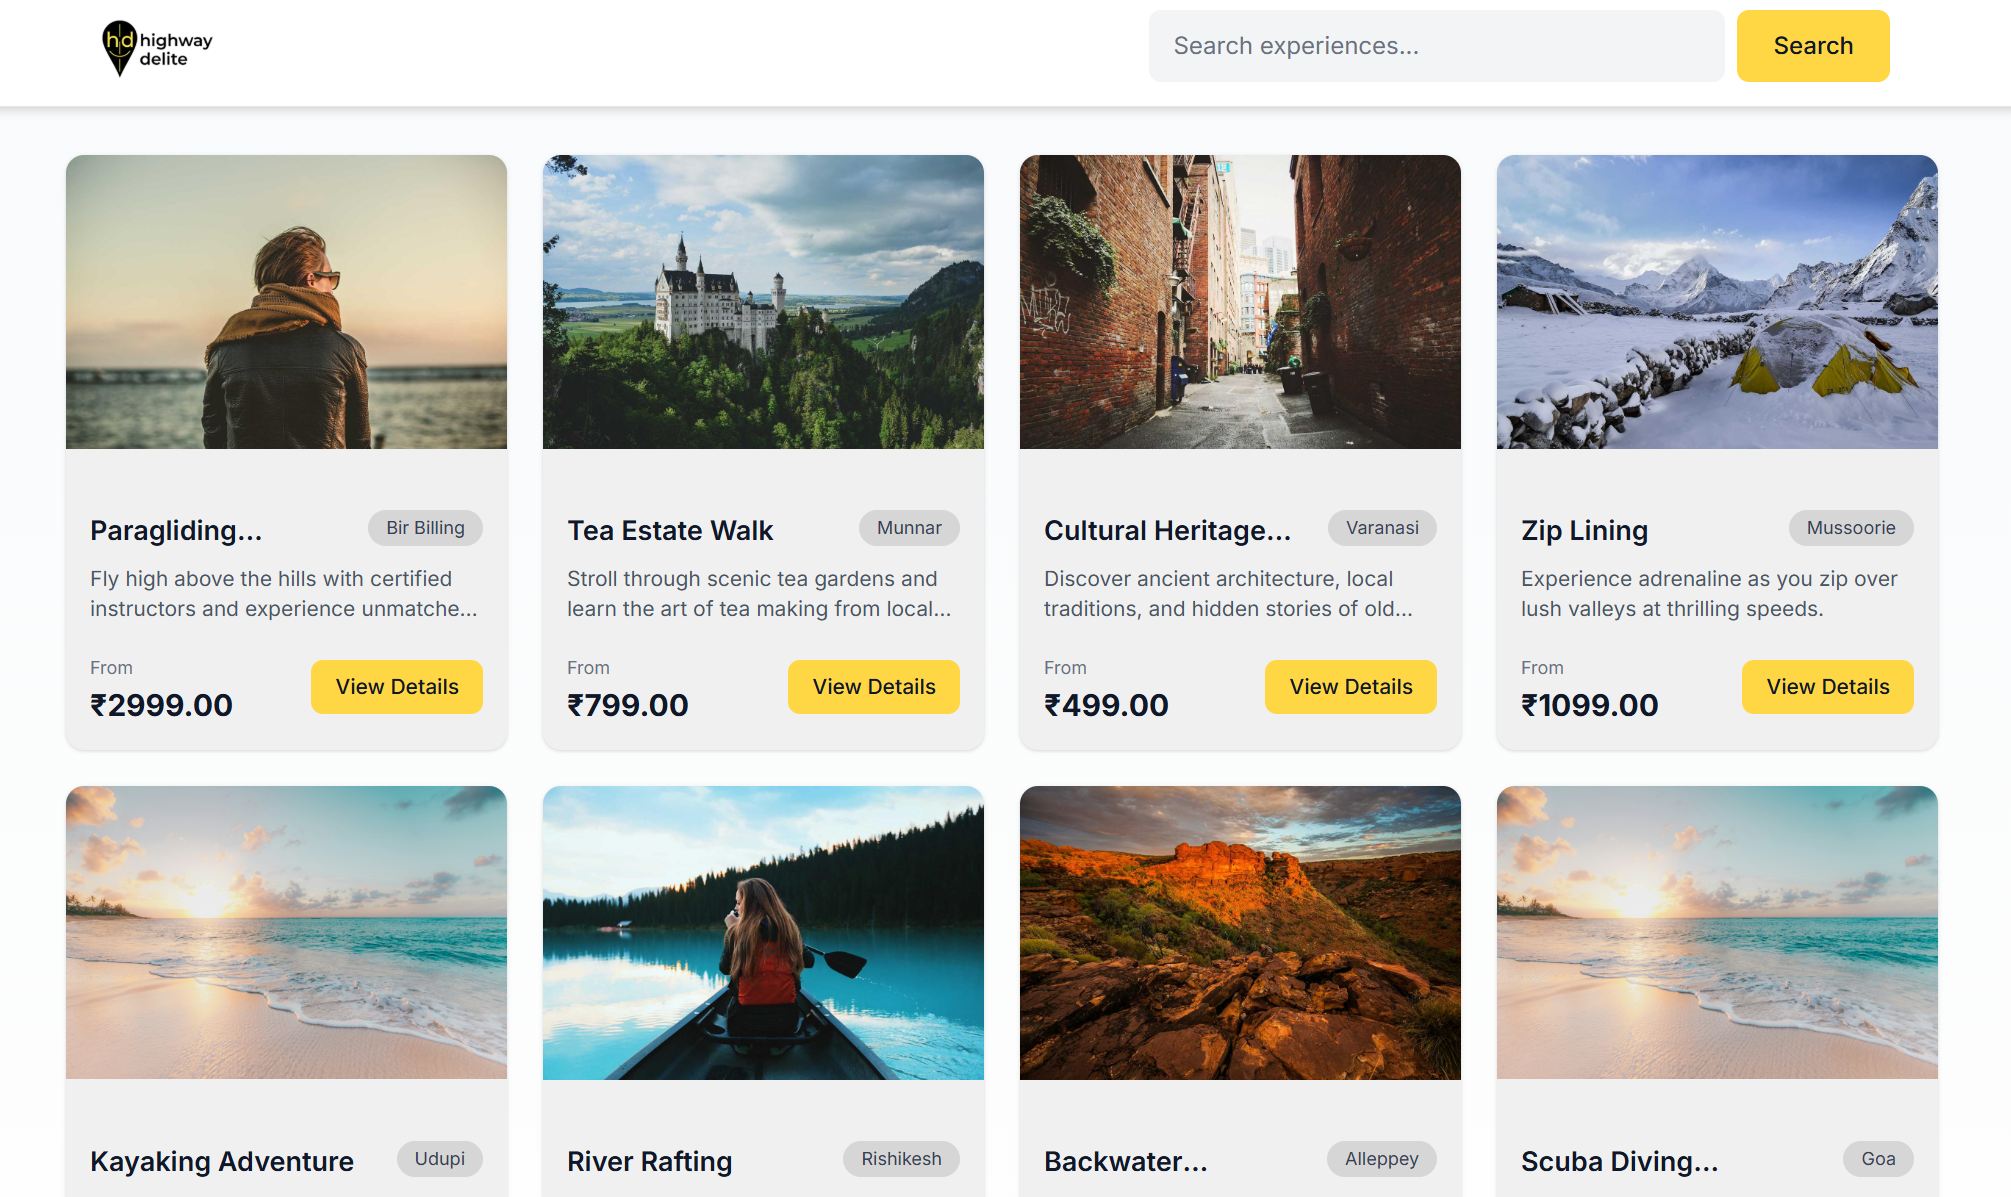 hd highway
delite
Search experiences...
Search
Paragliding...
Bir Billing
Fly high above the hills with certified
instructors and experience unmatche...
From
₹2999.00
View Details
Tea Estate Walk
Munnar
Stroll through scenic tea gardens and
learn the art of tea making from local...
From
₹799.00
View Details
Cultural Heritage...
Varanasi
Discover ancient architecture, local
traditions, and hidden stories of old...
From
₹499.00
View Details
Zip Lining
Mussoorie
Experience adrenaline as you zip over
lush valleys at thrilling speeds.
From
₹1099.00
View Details
Kayaking Adventure
Udupi
River Rafting
Rishikesh
Backwater...
Alleppey
Scuba Diving...
Goa